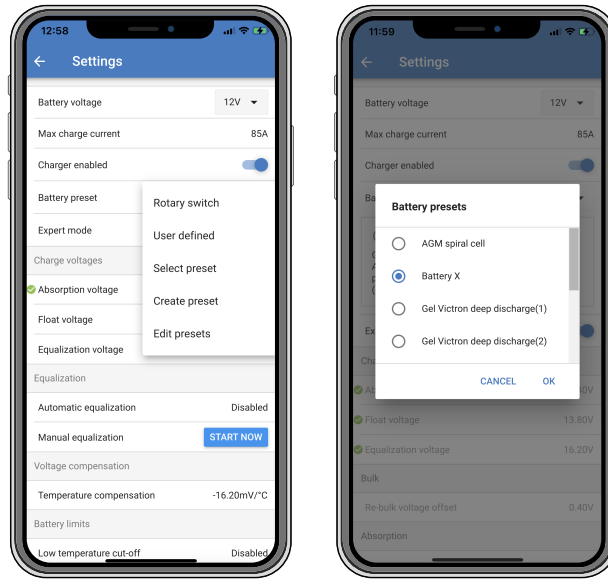 12:58
Settings
Battery voltage 12V
Max charge current 85A
Charger enabled
Battery preset
Rotary switch
User defined
Select preset
Create preset
Edit presets
Expert mode
Charge voltages
Absorption voltage
Float voltage
Equalization voltage
Equalization
Automatic equalization Disabled
Manual equalization START NOW
Voltage compensation
Temperature compensation -16.20mV/°C
Battery limits
Low temperature cut-off Disabled
11:59
Settings
Battery voltage 12V
Max charge current 85A
Charger enabled
Ba
Battery presets
AGM spiral cell
Battery X
Gel Victron deep discharge(1)
Gel Victron deep discharge(2)
CANCEL OK
Ex
Cha
Ab
Float voltage 13.80V
Equalization voltage 16.20V
Bulk
Re-bulk voltage offset 0.40V
Absorption